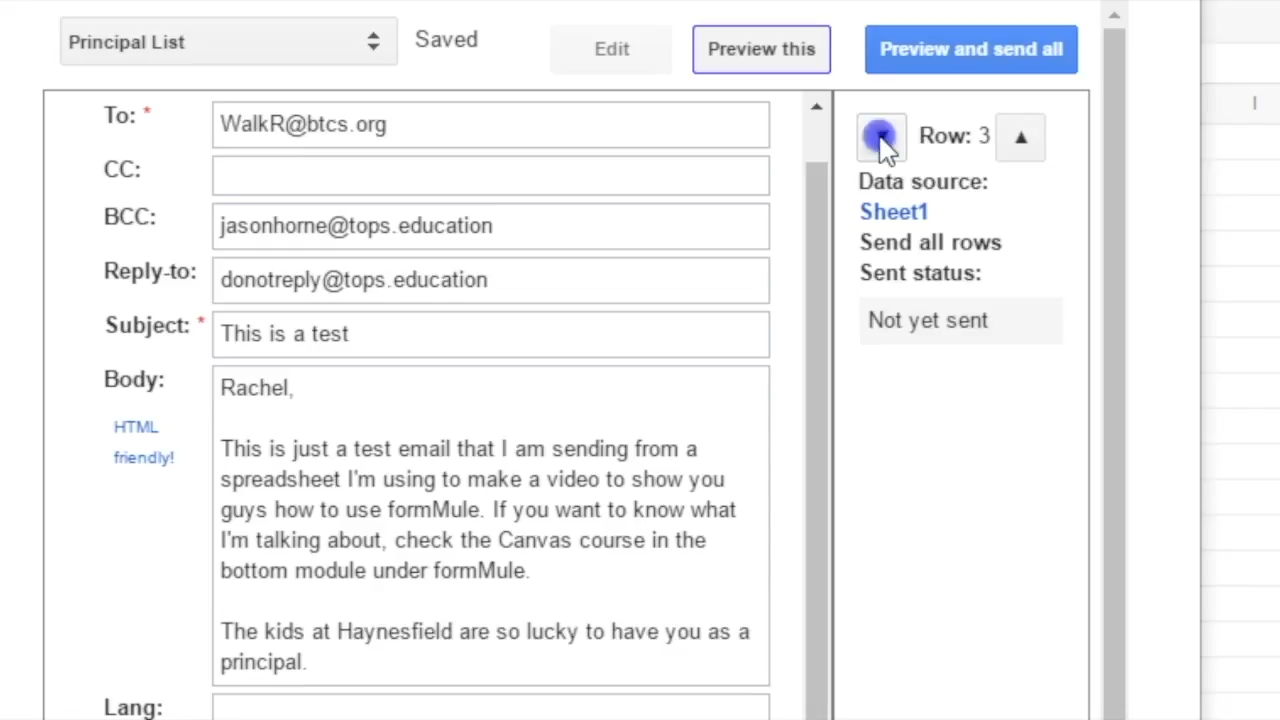 Principal List
Saved
Edit
Preview this
Preview and send all
I
To: *
WalkR@btcs.org
CC:
BCC:
jasonhorne@tops.education
Reply-to:
donotreply@tops.education
Subject: *
This is a test
Body:
HTML
friendly!
Rachel,
This is just a test email that I am sending from a
spreadsheet I'm using to make a video to show you
guys how to use formMule. If you want to know what
I'm talking about, check the Canvas course in the
bottom module under formMule.
The kids at Haynesfield are so lucky to have you as a
principal.
Lang:
Row: 3
Data source:
Sheet1
Send all rows
Sent status:
Not yet sent